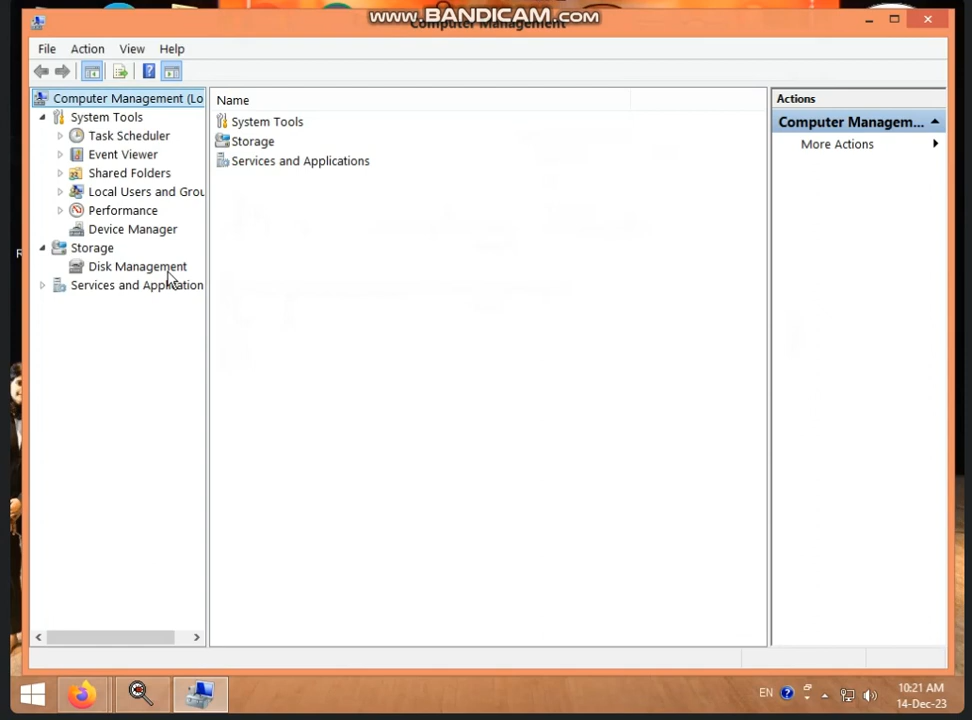 www.BANDICAM.com
Computer Management
File Action View Help
Computer Management (Lo
System Tools
Task Scheduler
Event Viewer
Shared Folders
Local Users and Grou
Performance
Device Manager
Storage
Disk Management
Services and Application
Name
System Tools
Storage
Services and Applications
Actions
Computer Managem...
More Actions
R
EN
10:21 AM
14-Dec-23